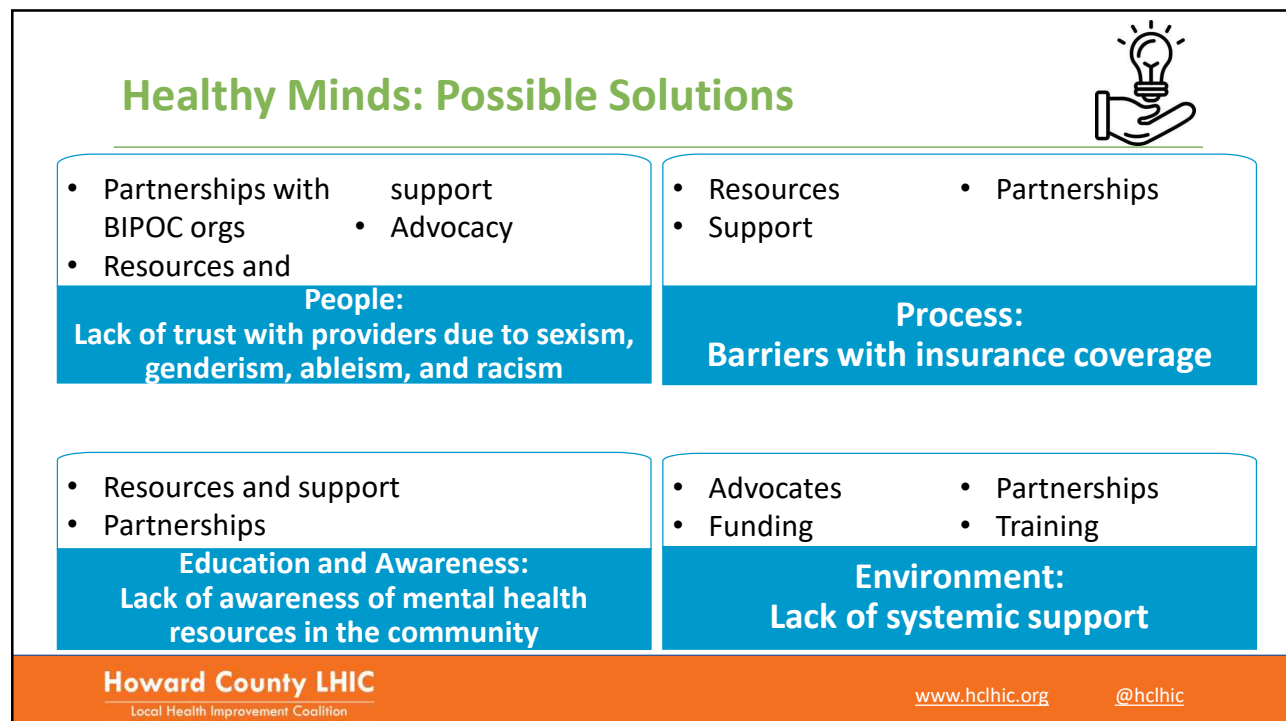 Healthy Minds: Possible Solutions
• Partnerships with
BIPOC orgs
• Resources and
support
• Advocacy
People:
Lack of trust with providers due to sexism,
genderism, ableism, and racism
• Resources
• Support
• Partnerships
Process:
Barriers with insurance coverage
• Resources and support
• Partnerships
Education and Awareness:
Lack of awareness of mental health
resources in the community
• Advocates
• Funding
• Partnerships
• Training
Environment:
Lack of systemic support
Howard County LHIC
Local Health Improvement Coalition
www.hclhic.org
@hclhic